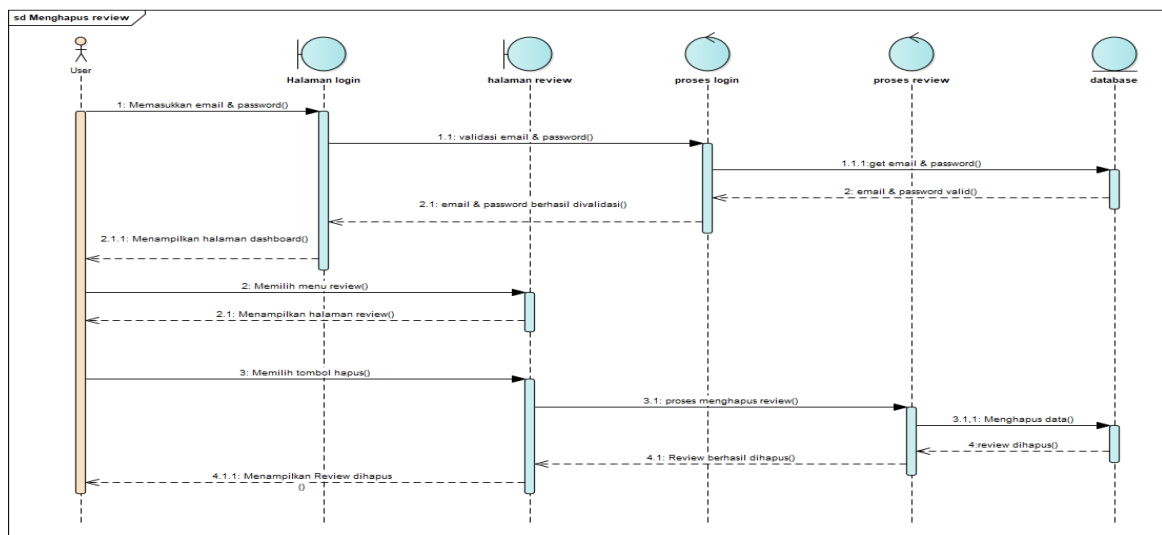 sd Menghapus review
User
Halaman login
halaman review
proses login
proses review
database
1: Memasukkan email & password()
1.1: validasi email & password()
1.1.1:get email & password()
2: email & password valid()
2.1: email & password berhasil divalidasi()
2.1.1: Menampilkan halaman dashboard()
2: Memilih menu review()
2.1: Menampilkan halaman review()
3: Memilih tombol hapus()
3.1: proses menghapus review()
3.1,1: Menghapus data()
4:review dihapus()
4.1: Review berhasil dihapus()
4.1.1: Menampilkan Review dihapus
()